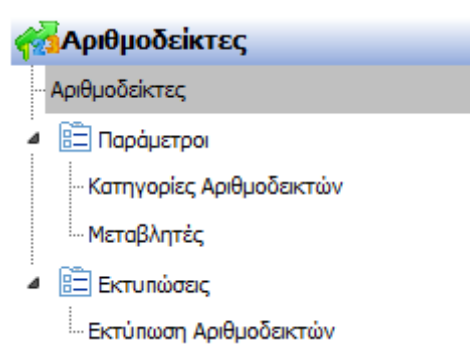 Αριθμοδείκτες
Αριθμοδείκτες
Παράμετροι
Κατηγορίες Αριθμοδεικτών
Μεταβλητές
Εκτυπώσεις
Εκτύπωση Αριθμοδεικτών